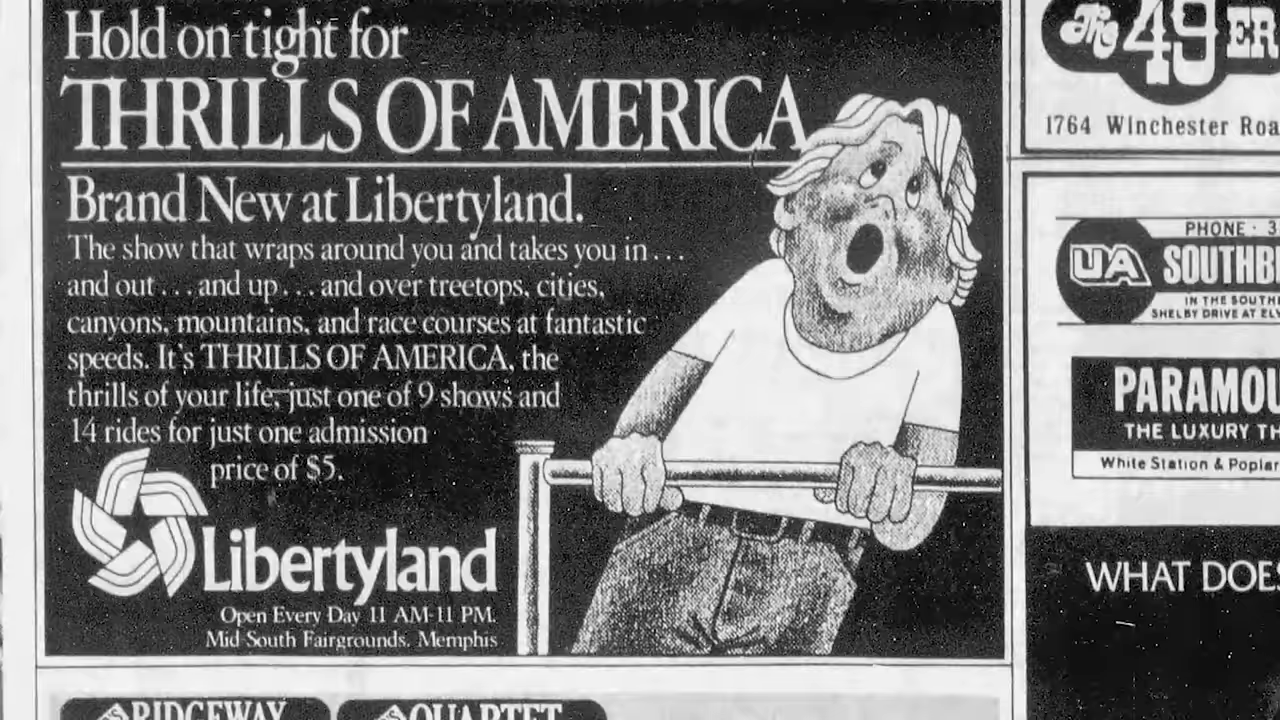 Hold on tight for
THRILLS OF AMERICA
Brand New at Libertyland.
The show that wraps around you and takes you in...
and out...and up...and over treetops, cities,
canyons, mountains, and race courses at fantastic
speeds. It's THRILLS OF AMERICA, the
thrills of your life, just one of 9 shows and
14 rides for just one admission
price of $5.
Libertyland
Open Every Day 11 AM-11 PM.
Mid-South Fairgrounds, Memphis
The 49ER
1764 Winchester Roa
PHONE · 3
UA SOUTHB
IN THE SOUTH
SHELBY DRIVE AT EL
PARAMOU
THE LUXURY TH
White Station & Poplar
WHAT DOES
RIDGEWAY
QUARTET